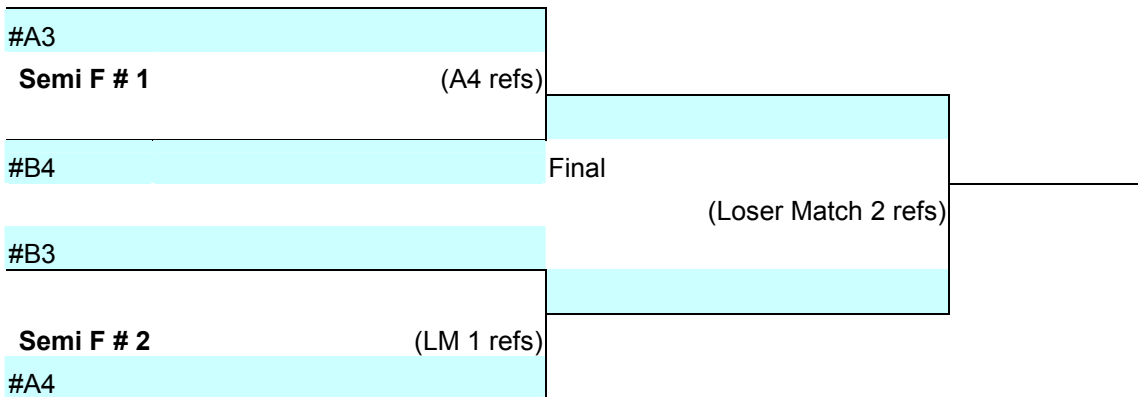 #A3
Semi F # 1 (A4 refs)
#B4 Final
(Loser Match 2 refs)
#B3
Semi F # 2 (LM 1 refs)
#A4